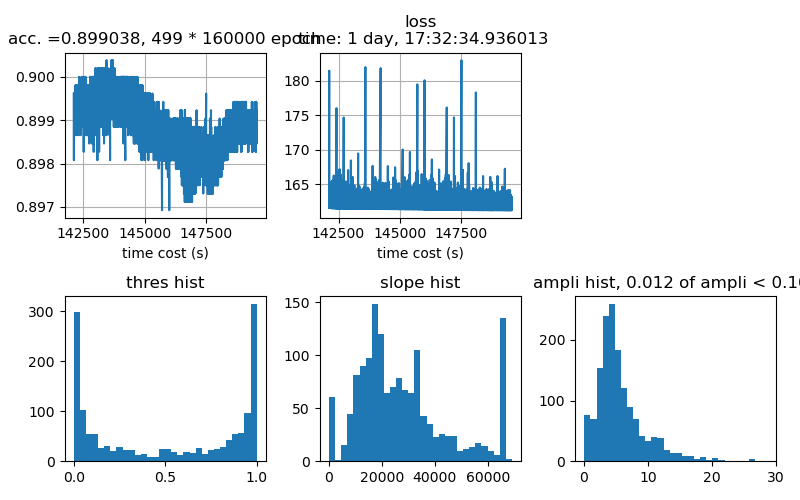 loss
acc. =0.899038, 499 * 160000 epoch
time: 1 day, 17:32:34.936013
0.900
0.899
0.898
0.897
142500 145000 147500
time cost (s)
180
175
170
165
142500 145000 147500
time cost (s)
thres hist
300
200
100
0
0.0 0.5 1.0
slope hist
150
100
50
0
0 20000 40000 60000
ampli hist, 0.012 of ampli < 0.10
200
100
0
0 10 20 30